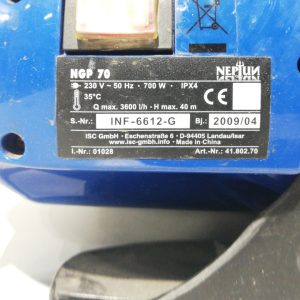 NGP 70
NEPTUN
230 V ~ 50 Hz · 700 W · IPX4
35°C
Q max. 3600 l/h · H max. 40 m
S.-Nr.: INF-6612-G Bj.: 2009/04
ISC GmbH · Eschenstraße 6 · D-94405 Landau/Isar
www.isc-gmbh.info · Made in China
I.-Nr.: 01028 Art.-Nr.: 41.802.70